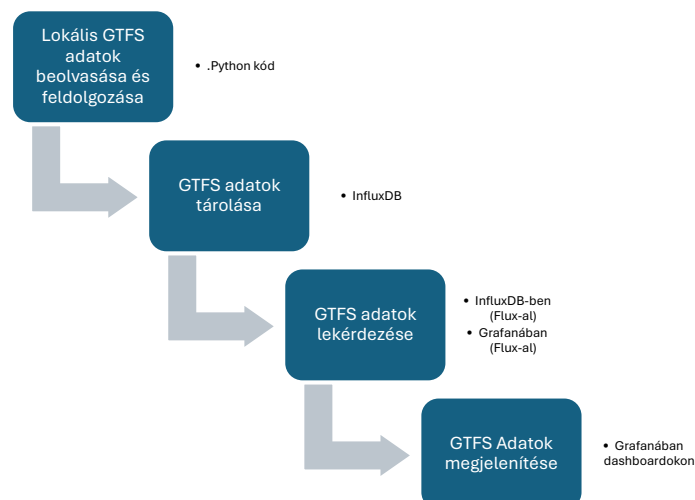 Lokális GTFS
adatok
beolvasása és
feldolgozása
• .Python kód
GTFS adatok
tárolása
• InfluxDB
GTFS adatok
lekérdezése
• InfluxDB-ben
(Flux-al)
• Grafanában
(Flux-al)
GTFS Adatok
megjelenítése
• Grafanában
dashboardokon